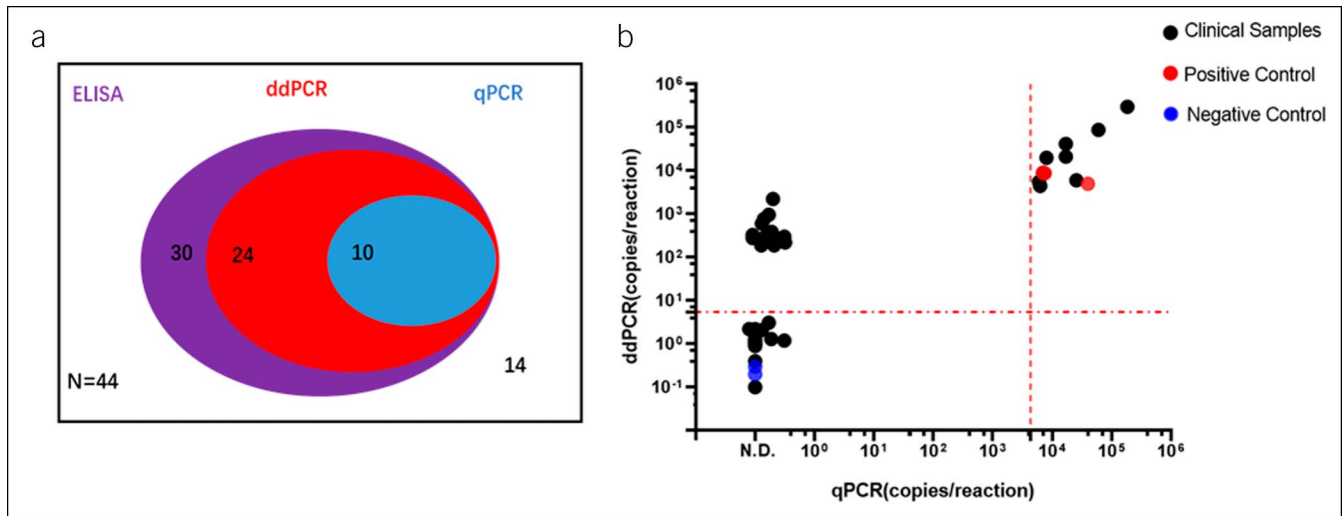 a
ELISA
ddPCR
qPCR
30
24
10
14
N=44
b
Clinical Samples
Positive Control
Negative Control
ddPCR(copies/reaction)
10⁶
10⁵
10⁴
10³
10²
10¹
10⁰
10⁻¹
N.D. 10⁰ 10¹ 10² 10³ 10⁴ 10⁵ 10⁶
qPCR(copies/reaction)